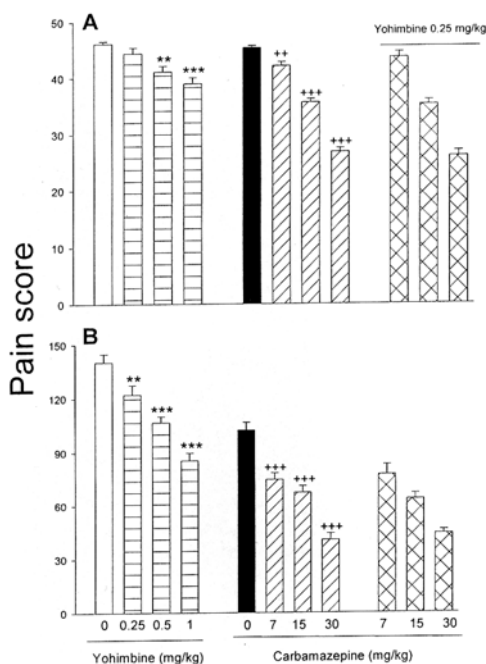 A
Yohimbine 0.25 mg/kg
50
40
30
20
10
0
** *** ++ +++ +++
Pain score
B
150
120
90
60
30
0
** *** *** +++ +++ +++
0 0.25 0.5 1 0 7 15 30 7 15 30
Yohimbine (mg/kg) Carbamazepine (mg/kg)